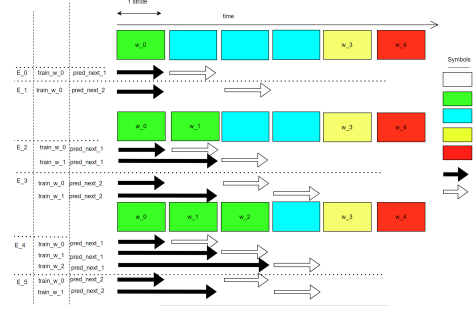 1 stride
time
w_0 w_3 w_4
Symbols
E_0 train_w_0 pred_next_1
E_1 train_w_0 pred_next_2
w_0 w_1 w_3 w_4
E_2 train_w_0 pred_next_1
train_w_1 pred_next_1
E_3 train_w_0 pred_next_2
train_w_1 pred_next_2
w_0 w_1 w_2 w_3 w_4
E_4 train_w_0 pred_next_1
train_w_1 pred_next_1
train_w_2 pred_next_1
E_5 train_w_0 pred_next_2
train_w_1 pred_next_2